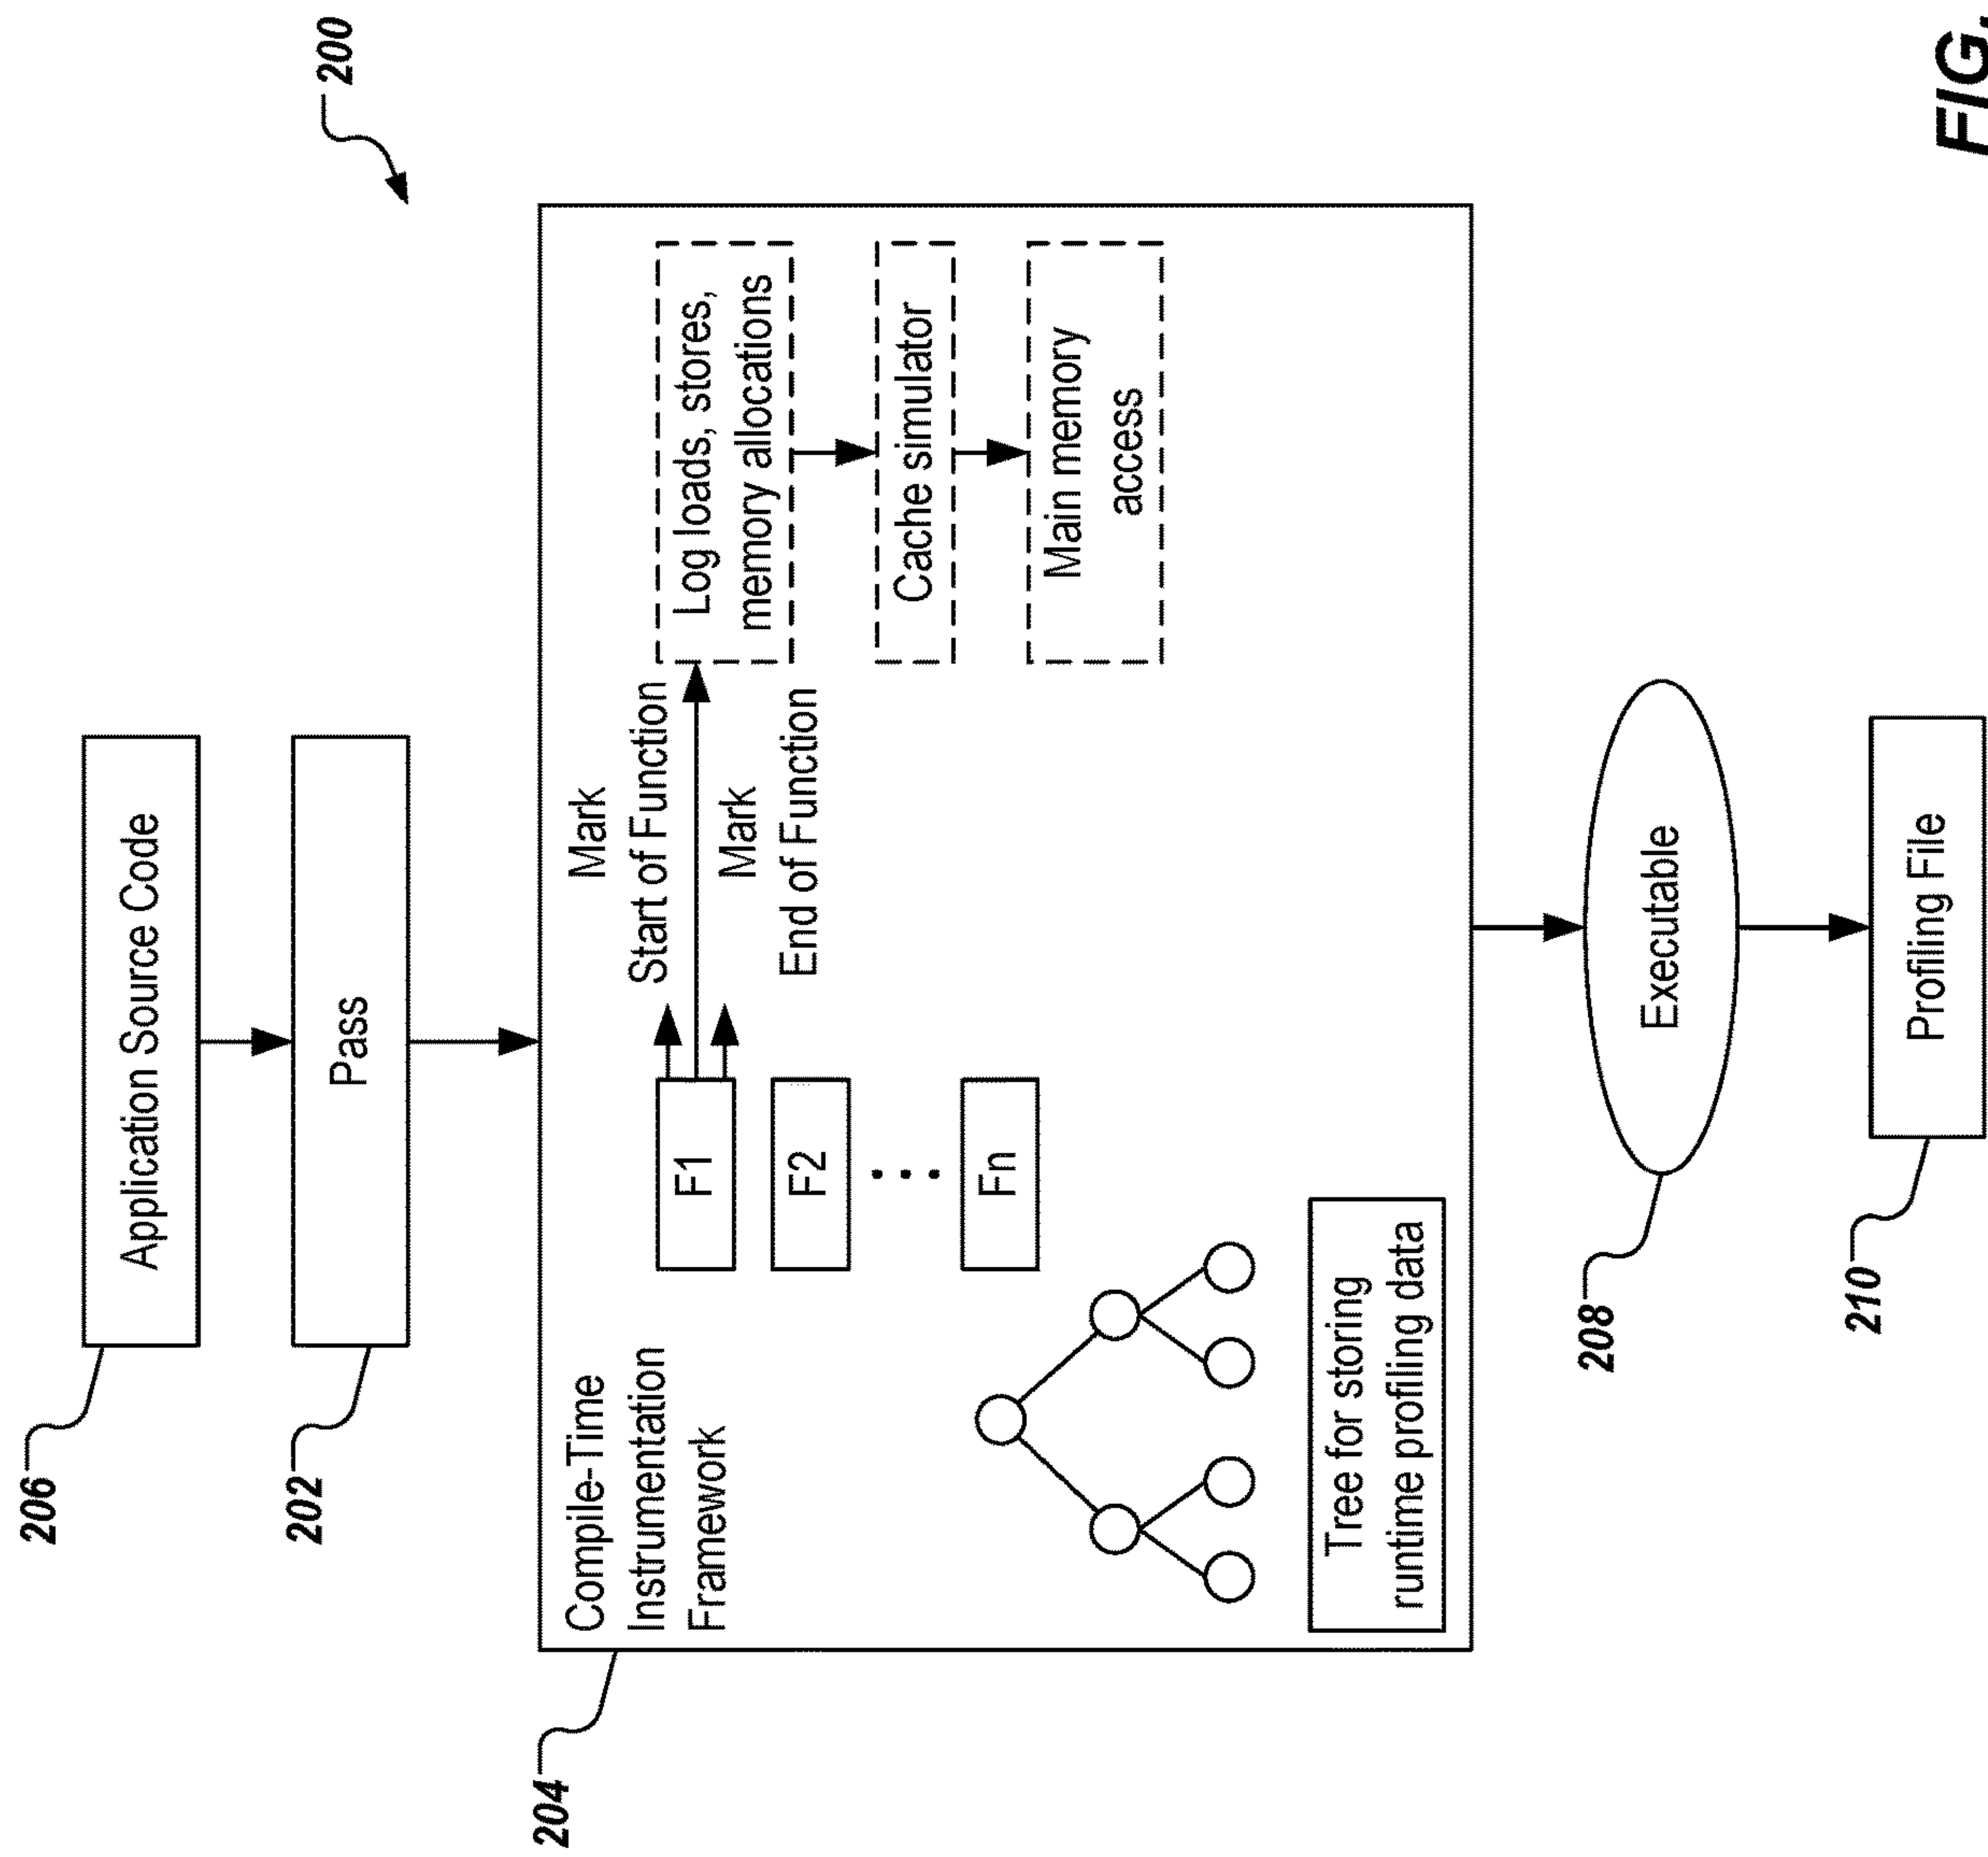 200
206
Application Source Code
202
Pass
204
Compile-Time
Instrumentation
Framework
F1
F2
Fn
Mark
Start of Function
Mark
End of Function
Log loads, stores,
memory allocations
Cache simulator
Main memory
access
Tree for storing
runtime profiling data
208
Executable
210
Profiling File
FIG.